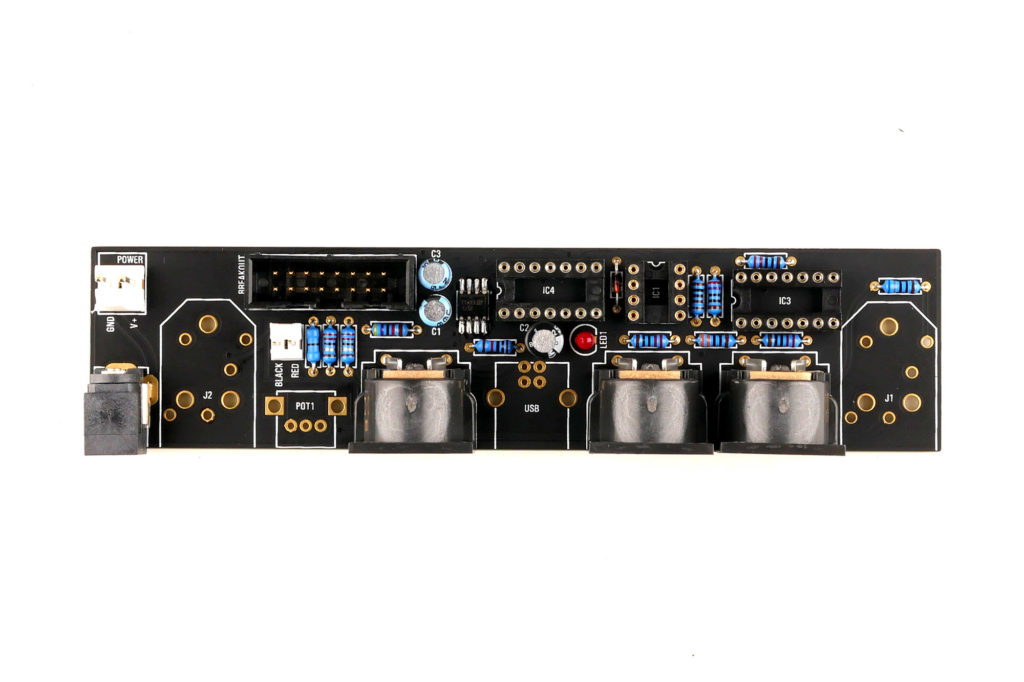 POWER
GND
V+
BREAKOUT
C3
C1
IC4
IC1
IC3
C2
LED1
BLACK
RED
J2
POT1
USB
J1